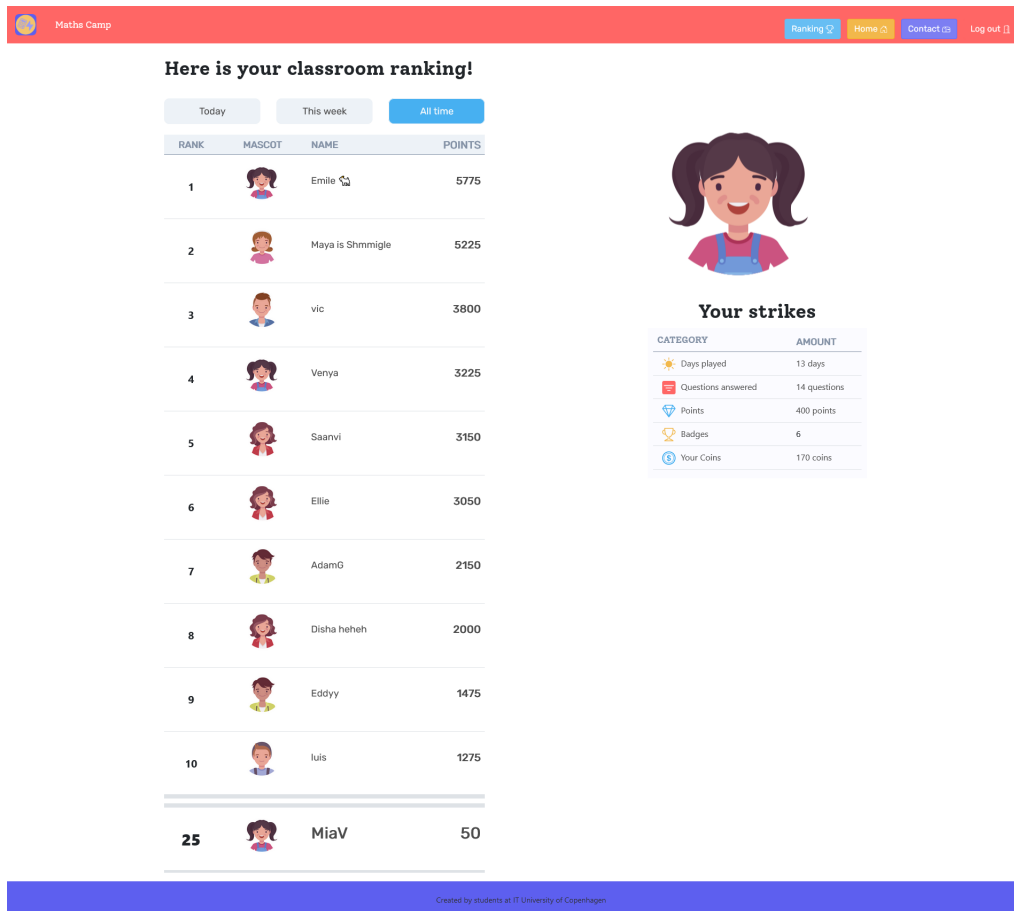 Maths Camp
Ranking
Home
Contact
Log out
Here is your classroom ranking!
Today This week All time
RANK MASCOT NAME POINTS
1 Emile 🐈 5775
2 Maya is Shmmigle 5225
3 vic 3800
4 Venya 3225
5 Saanvi 3150
6 Ellie 3050
7 AdamG 2150
8 Disha heheh 2000
9 Eddyy 1475
10 luis 1275
25 MiaV 50
Your strikes
CATEGORY AMOUNT
Days played 13 days
Questions answered 14 questions
Points 400 points
Badges 6
Your Coins 170 coins
Created by students at IT University of Copenhagen